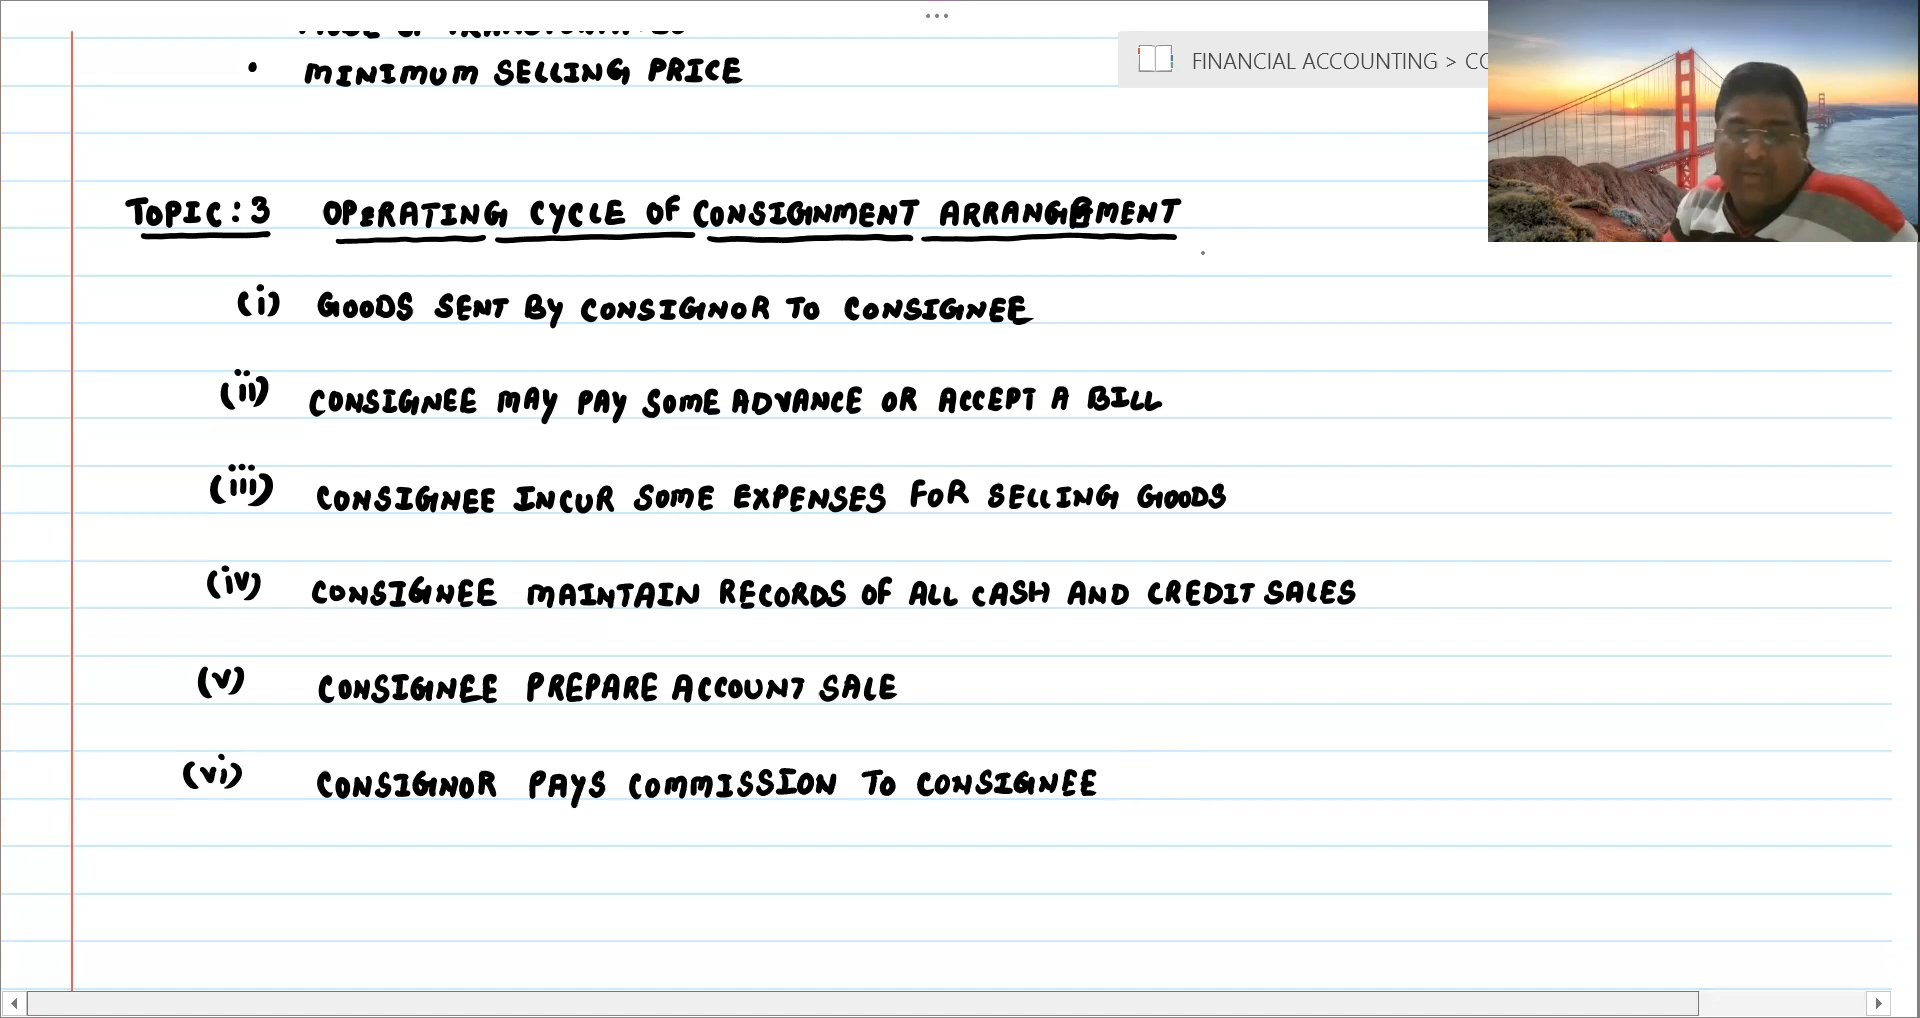 • MINIMUM SELLING PRICE
FINANCIAL ACCOUNTING > CO
TOPIC: 3 OPERATING CYCLE OF CONSIGNMENT ARRANGEMENT
(i) GOODS SENT BY CONSIGNOR TO CONSIGNEE
(ii) CONSIGNEE MAY PAY SOME ADVANCE OR ACCEPT A BILL
(iii) CONSIGNEE INCUR SOME EXPENSES FOR SELLING GOODS
(iv) CONSIGNEE MAINTAIN RECORDS OF ALL CASH AND CREDIT SALES
(v) CONSIGNEE PREPARE ACCOUNT SALE
(vi) CONSIGNOR PAYS COMMISSION TO CONSIGNEE